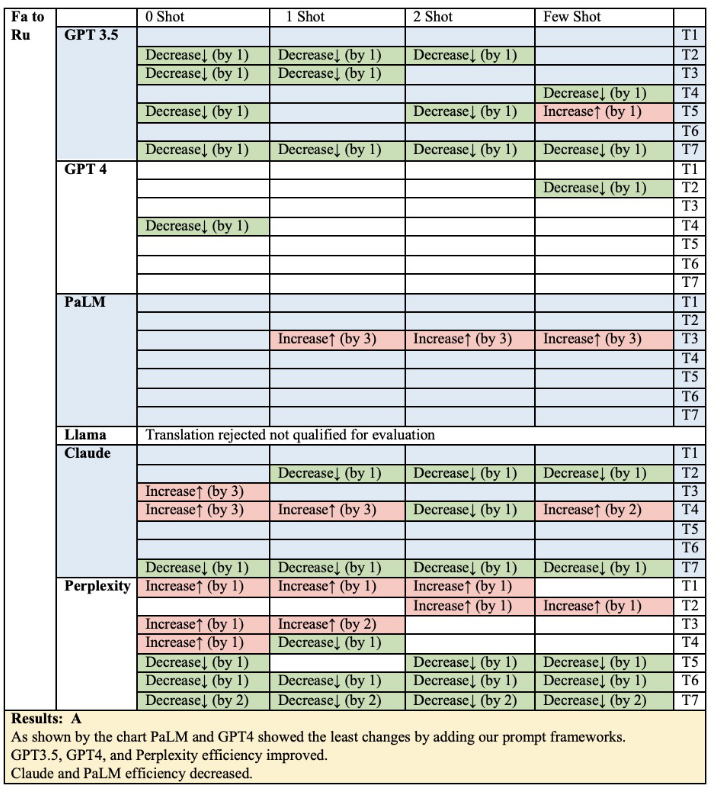 Fa to Ru 0 Shot 1 Shot 2 Shot Few Shot
GPT 3.5 T1
Decrease↓ (by 1) Decrease↓ (by 1) Decrease↓ (by 1) T2
Decrease↓ (by 1) Decrease↓ (by 1) T3
Decrease↓ (by 1) T4
Decrease↓ (by 1) Decrease↓ (by 1) Increase↑ (by 1) T5
T6
Decrease↓ (by 1) Decrease↓ (by 1) Decrease↓ (by 1) Decrease↓ (by 1) T7
GPT 4 T1
Decrease↓ (by 1) T2
T3
Decrease↓ (by 1) T4
T5
T6
T7
PaLM T1
T2
Increase↑ (by 3) Increase↑ (by 3) Increase↑ (by 3) T3
T4
T5
T6
T7
Llama Translation rejected not qualified for evaluation
Claude T1
Decrease↓ (by 1) Decrease↓ (by 1) Decrease↓ (by 1) T2
Increase↑ (by 3) T3
Increase↑ (by 3) Increase↑ (by 3) Decrease↓ (by 1) Increase↑ (by 2) T4
T5
T6
Decrease↓ (by 1) Decrease↓ (by 1) Decrease↓ (by 1) Decrease↓ (by 1) T7
Perplexity Increase↑ (by 1) Increase↑ (by 1) Increase↑ (by 1) T1
Increase↑ (by 1) Increase↑ (by 1) T2
Increase↑ (by 1) Increase↑ (by 2) T3
Increase↑ (by 1) Decrease↓ (by 1) T4
Decrease↓ (by 1) Decrease↓ (by 1) Decrease↓ (by 1) T5
Decrease↓ (by 1) Decrease↓ (by 1) Decrease↓ (by 1) Decrease↓ (by 1) T6
Decrease↓ (by 2) Decrease↓ (by 2) Decrease↓ (by 2) Decrease↓ (by 2) T7
Results: A
As shown by the chart PaLM and GPT4 showed the least changes by adding our prompt frameworks.
GPT3.5, GPT4, and Perplexity efficiency improved.
Claude and PaLM efficiency decreased.